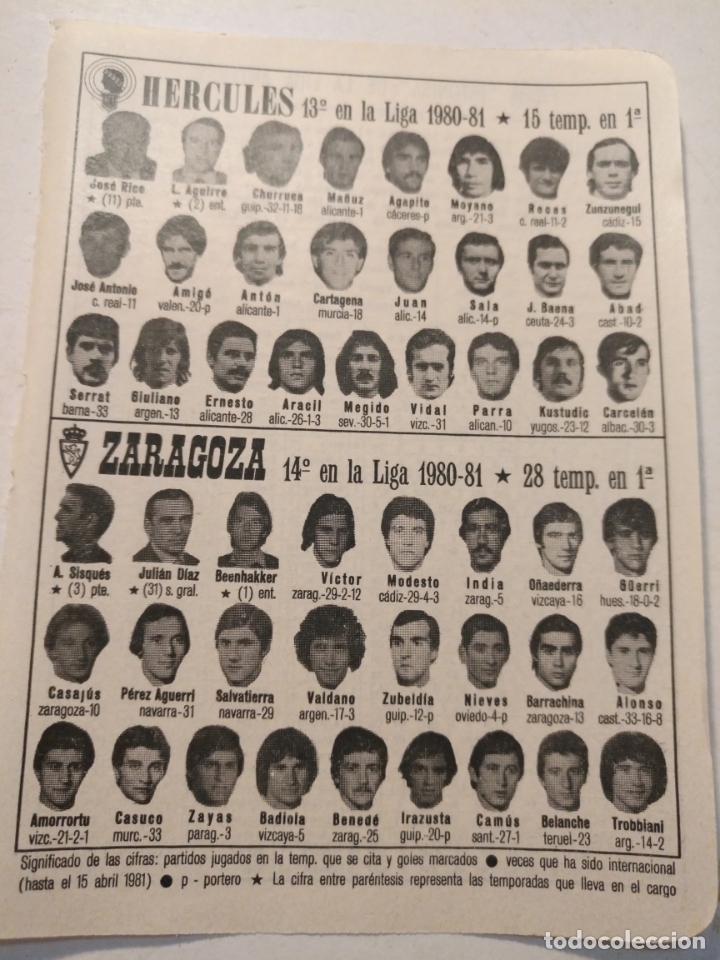 HERCULES 13º en la Liga 1980-81 ★ 15 temp. en 1ª
José Rico L. Aguirre Churruca Mañuz Agapito Moyano Rocas Zunzunegui
★ (11) pte. ★ (2) ent. guip.-32-11-18 alicante-1 cáceres-p arg.-21-3 c. real-11-2 cádiz-15
José Antonio Amigó Antón Cartagena Juan Sala J. Baena Abad
c. real-11 valen.-20-p alicante-1 murcia-18 alic.-14 alic.-14-p ceuta-24-3 cast.-10-2
Serrat Giuliano Ernesto Aracil Megido Vidal Parra Kustudic Carcelén
barna-33 argen.-13 alicante-28 alic.-26-1-3 sev.-30-5-1 vizc.-31 alican.-10 yugos.-23-12 albac.-30-3
ZARAGOZA 14º en la Liga 1980-81 ★ 28 temp. en 1ª
A. Sisqués Julián Díaz Beenhakker Víctor Modesto India Oñaederra Güerri
★ (3) pte. ★ (31) s. gral. ★ (1) ent. zarag.-29-2-12 cádiz-29-4-3 zarag.-5 vizcaya-16 hues.-18-0-2
Casajús Pérez Aguerri Salvatierra Valdano Zubeldía Nieves Barrachina Alonso
zaragoza-10 navarra-31 navarra-29 argen.-17-3 guip.-12-p oviedo-4-p zaragoza-13 cast.-33-16-8
Amorrortu Casuco Zayas Badiola Benedé Irazusta Camús Belanche Trobbiani
vizc.-21-2-1 murc.-33 parag.-3 vizcaya-5 zarag.-25 guip.-20-p sant.-27-1 teruel-23 arg.-14-2
Significado de las cifras: partidos jugados en la temp. que se cita y goles marcados ● veces que ha sido internacional
(hasta el 15 abril 1981) ● p - portero ★ La cifra entre paréntesis representa las temporadas que lleva en el cargo
todocoleccion
todocoleccion.net